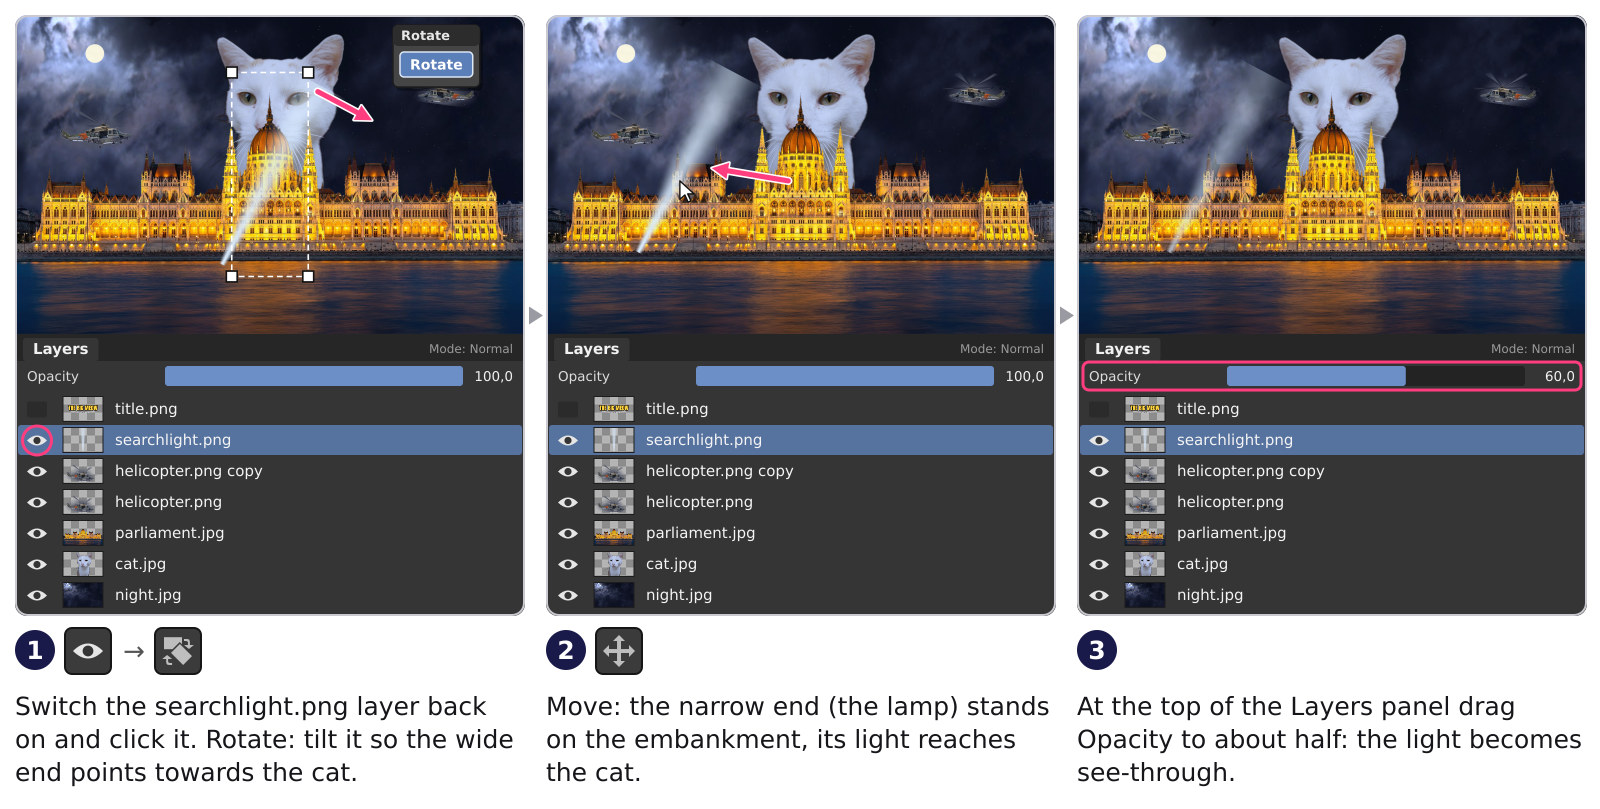 Rotate
Rotate
Layers
Mode: Normal
Opacity
100,0
title.png
searchlight.png
helicopter.png copy
helicopter.png
parliament.jpg
cat.jpg
night.jpg
1
→
Switch the searchlight.png layer back
on and click it. Rotate: tilt it so the wide
end points towards the cat.
Layers
Mode: Normal
Opacity
100,0
title.png
searchlight.png
helicopter.png copy
helicopter.png
parliament.jpg
cat.jpg
night.jpg
2
Move: the narrow end (the lamp) stands
on the embankment, its light reaches
the cat.
Layers
Mode: Normal
Opacity
60,0
title.png
searchlight.png
helicopter.png copy
helicopter.png
parliament.jpg
cat.jpg
night.jpg
3
At the top of the Layers panel drag
Opacity to about half: the light becomes
see-through.